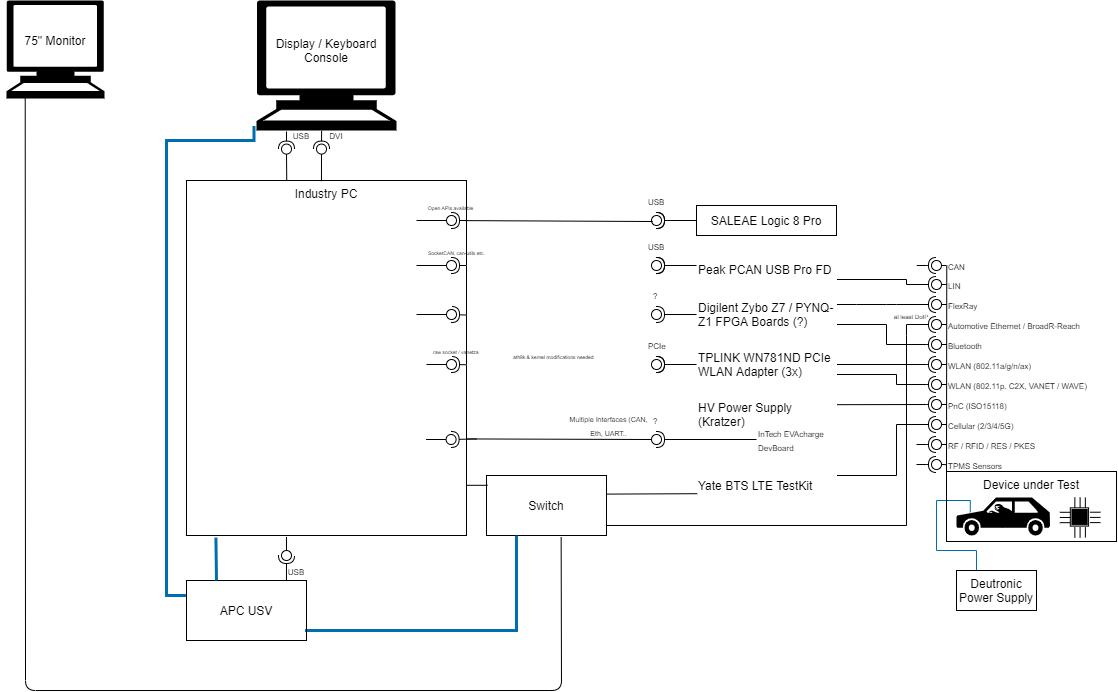 75" Monitor
Display / Keyboard
Console
USB
DVI
Industry PC
Open APIs available
USB
SALEAE Logic 8 Pro
SocketCAN, can-utils etc.
USB
Peak PCAN USB Pro FD
CAN
LIN
?
Digilent Zybo Z7 / PYNQ-
Z1 FPGA Boards (?)
FlexRay
at least DoIP
Automotive Ethernet / BroadR-Reach
Bluetooth
raw socket / vanetza
ath9k & kernel modifications needed
PCIe
TPLINK WN781ND PCIe
WLAN Adapter (3x)
WLAN (802.11a/g/n/ax)
WLAN (802.11p, C2X, VANET / WAVE)
HV Power Supply
(Kratzer)
PnC (ISO15118)
Multiple Interfaces (CAN,
Eth, UART..
?
InTech EVAcharge
DevBoard
Cellular (2/3/4/5G)
RF / RFID / RES / PKES
TPMS Sensors
Switch
Yate BTS LTE TestKit
Device under Test
USB
APC USV
Deutronic
Power Supply